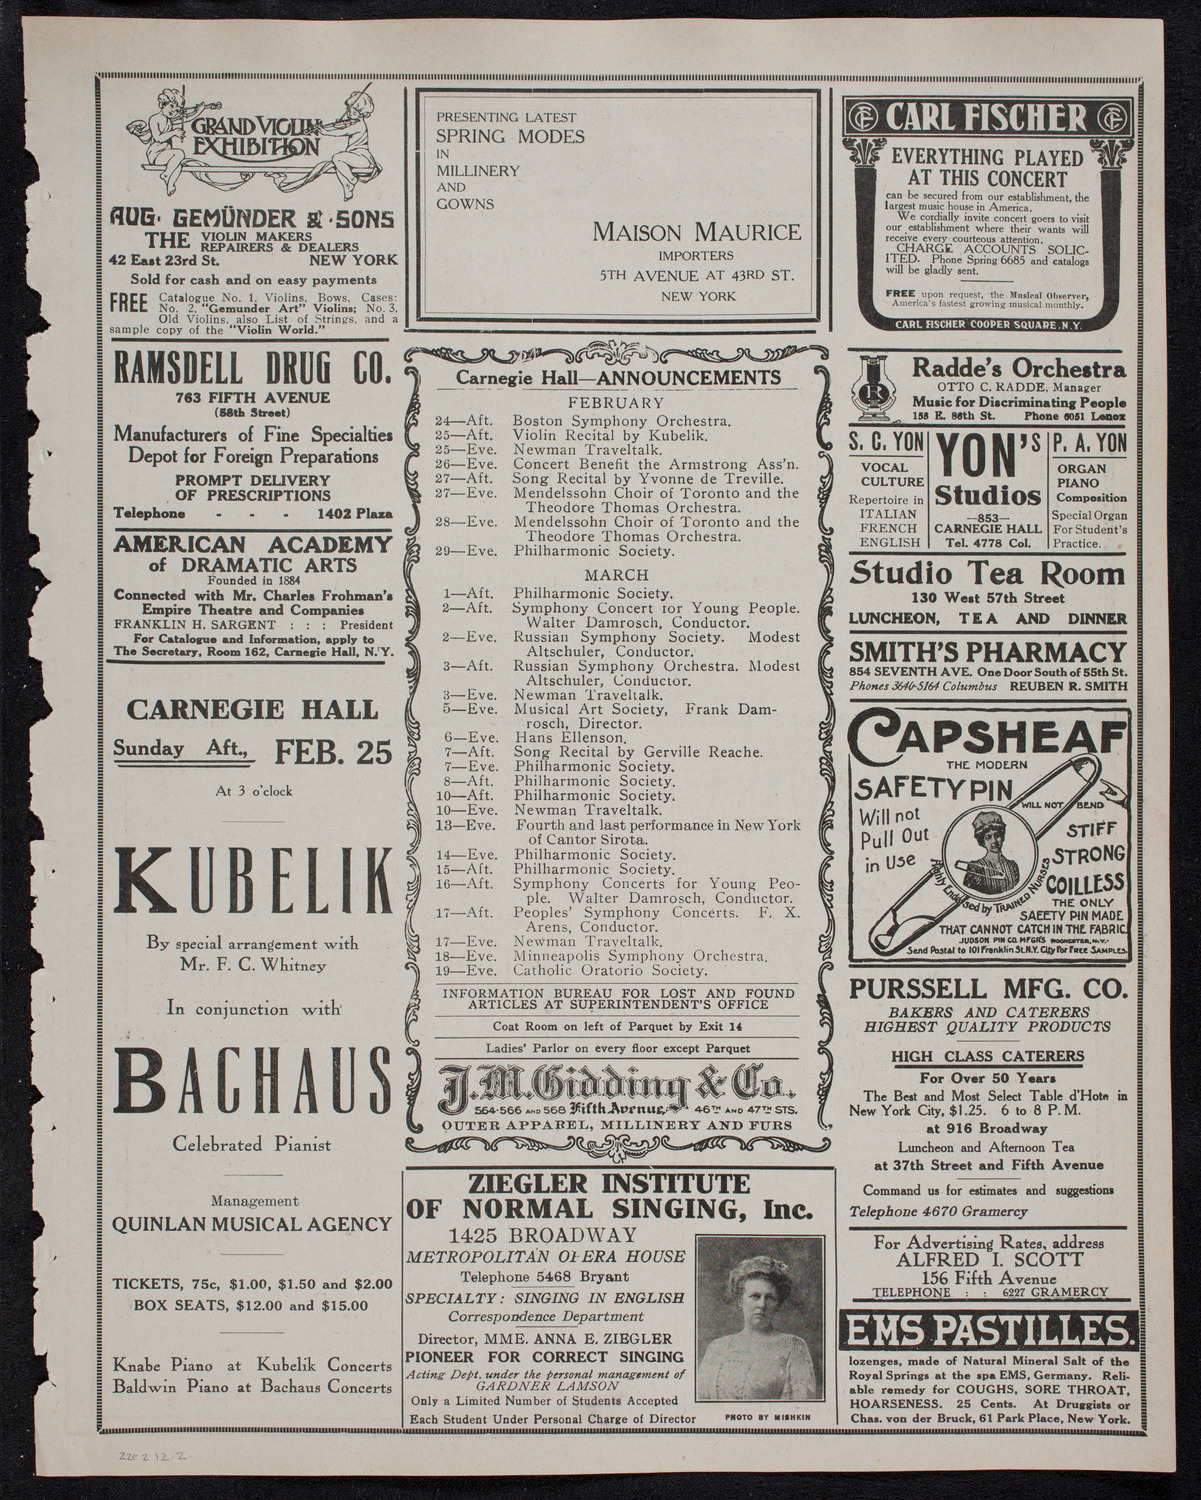 GRAND VIOLIN
EXHIBITION
AUG. GEMÜNDER & SONS
THE VIOLIN MAKERS
REPAIRERS & DEALERS
42 East 23rd St. NEW YORK
Sold for cash and on easy payments
FREE Catalogue No. 1, Violins, Bows, Cases:
No. 2, "Gemunder Art" Violins; No. 3,
Old Violins, also List of Strings, and a
sample copy of the "Violin World."
RAMSDELL DRUG CO.
763 FIFTH AVENUE
(58th Street)
Manufacturers of Fine Specialties
Depot for Foreign Preparations
PROMPT DELIVERY
OF PRESCRIPTIONS
Telephone - - - 1402 Plaza
AMERICAN ACADEMY
of DRAMATIC ARTS
Founded in 1884
Connected with Mr. Charles Frohman's
Empire Theatre and Companies
FRANKLIN H. SARGENT : : : President
For Catalogue and Information, apply to
The Secretary, Room 162, Carnegie Hall, N.Y.
CARNEGIE HALL
Sunday Aft., FEB. 25
At 3 o'clock
KUBELIK
By special arrangement with
Mr. F. C. Whitney
In conjunction with
BACHAUS
Celebrated Pianist
Management
QUINLAN MUSICAL AGENCY
TICKETS, 75c, $1.00, $1.50 and $2.00
BOX SEATS, $12.00 and $15.00
Knabe Piano at Kubelik Concerts
Baldwin Piano at Bachaus Concerts
PRESENTING LATEST
SPRING MODES
IN
MILLINERY
AND
GOWNS
MAISON MAURICE
IMPORTERS
5TH AVENUE AT 43RD ST.
NEW YORK
Carnegie Hall—ANNOUNCEMENTS
FEBRUARY
24—Aft. Boston Symphony Orchestra.
25—Aft. Violin Recital by Kubelik.
25—Eve. Newman Traveltalk.
26—Eve. Concert Benefit the Armstrong Ass'n.
27—Aft. Song Recital by Yvonne de Treville.
27—Eve. Mendelssohn Choir of Toronto and the
Theodore Thomas Orchestra.
28—Eve. Mendelssohn Choir of Toronto and the
Theodore Thomas Orchestra.
29—Eve. Philharmonic Society.
MARCH
1—Aft. Philharmonic Society.
2—Aft. Symphony Concert for Young People.
Walter Damrosch, Conductor.
2—Eve. Russian Symphony Society. Modest
Altschuler, Conductor.
3—Aft. Russian Symphony Orchestra. Modest
Altschuler, Conductor.
3—Eve. Newman Traveltalk.
5—Eve. Musical Art Society, Frank Dam-
rosch, Director.
6—Eve. Hans Ellenson.
7—Aft. Song Recital by Gerville Reache.
7—Eve. Philharmonic Society.
8—Aft. Philharmonic Society.
10—Aft. Philharmonic Society.
10—Eve. Newman Traveltalk.
13—Eve. Fourth and last performance in New York
of Cantor Sirota.
14—Eve. Philharmonic Society.
15—Aft. Philharmonic Society.
16—Aft. Symphony Concerts for Young Peo-
ple. Walter Damrosch, Conductor.
17—Aft. Peoples' Symphony Concerts. F. X.
Arens, Conductor.
17—Eve. Newman Traveltalk.
18—Eve. Minneapolis Symphony Orchestra.
19—Eve. Catholic Oratorio Society.
INFORMATION BUREAU FOR LOST AND FOUND
ARTICLES AT SUPERINTENDENT'S OFFICE
Coat Room on left of Parquet by Exit 14
Ladies' Parlor on every floor except Parquet
J. M. Gidding & Co.
564-566 AND 568 Fifth Avenue, 46TH AND 47TH STS.
OUTER APPAREL, MILLINERY AND FURS
ZIEGLER INSTITUTE
OF NORMAL SINGING, Inc.
1425 BROADWAY
METROPOLITAN OPERA HOUSE
Telephone 5468 Bryant
SPECIALTY: SINGING IN ENGLISH
Correspondence Department
Director, MME. ANNA E. ZIEGLER
PIONEER FOR CORRECT SINGING
Acting Dept. under the personal management of
GARDNER LAMSON
Only a Limited Number of Students Accepted
Each Student Under Personal Charge of Director
PHOTO BY MISHKIN
CF CARL FISCHER CF
EVERYTHING PLAYED
AT THIS CONCERT
can be secured from our establishment, the
largest music house in America.
We cordially invite concert goers to visit
our establishment where their wants will
receive every courteous attention.
CHARGE ACCOUNTS SOLIC-
ITED. Phone Spring 6685 and catalogs
will be gladly sent.
FREE upon request, the Musical Observer,
America's fastest growing musical monthly.
CARL FISCHER COOPER SQUARE, N.Y.
R
Radde's Orchestra
OTTO C. RADDE, Manager
Music for Discriminating People
158 E. 86th St. Phone 6051 Lenox
S. C. YON
VOCAL
CULTURE
Repertoire in
ITALIAN
FRENCH
ENGLISH
YON'S
Studios
—853—
CARNEGIE HALL
Tel. 4778 Col.
P. A. YON
ORGAN
PIANO
Composition
Special Organ
For Student's
Practice.
Studio Tea Room
130 West 57th Street
LUNCHEON, TEA AND DINNER
SMITH'S PHARMACY
854 SEVENTH AVE. One Door South of 55th St.
Phones 3646-5164 Columbus REUBEN R. SMITH
CAPSHEAF
THE MODERN
SAFETY PIN
WILL NOT BEND
Will not
Pull Out
in Use
STIFF
STRONG
COILLESS
Highly Endorsed by TRAINED NURSES
THE ONLY
SAFETY PIN MADE
THAT CANNOT CATCH IN THE FABRIC.
JUDSON PIN CO. MFGRS ROCHESTER, N.Y.
Send Postal to 101 Franklin St. N.Y. City For FREE SAMPLES.
PURSSELL MFG. CO.
BAKERS AND CATERERS
HIGHEST QUALITY PRODUCTS
HIGH CLASS CATERERS
For Over 50 Years
The Best and Most Select Table d'Hote in
New York City, $1.25. 6 to 8 P. M.
at 916 Broadway
Luncheon and Afternoon Tea
at 37th Street and Fifth Avenue
Command us for estimates and suggestions
Telephone 4670 Gramercy
For Advertising Rates, address
ALFRED I. SCOTT
156 Fifth Avenue
TELEPHONE : : 6227 GRAMERCY
EMS PASTILLES.
lozenges, made of Natural Mineral Salt of the
Royal Springs at the spa EMS, Germany. Reli-
able remedy for COUGHS, SORE THROAT,
HOARSENESS. 25 Cents. At Druggists or
Chas. von der Bruck, 61 Park Place, New York.